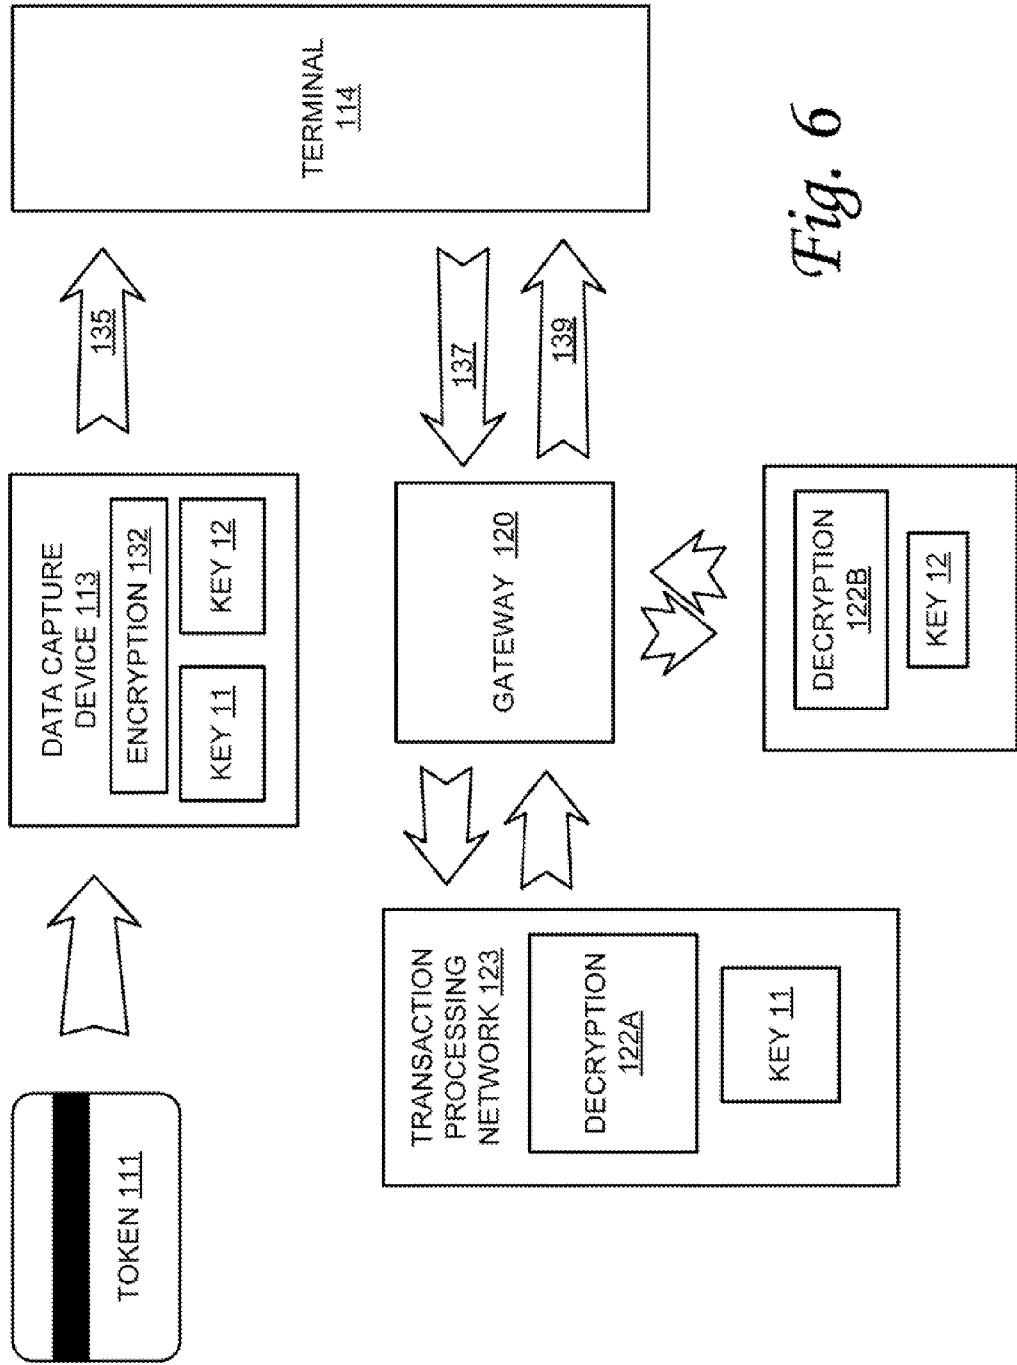 TOKEN 111
DATA CAPTURE
DEVICE 113
ENCRYPTION 132
KEY 11
KEY 12
135
TERMINAL
114
TRANSACTION
PROCESSING
NETWORK 123
DECRYPTION
122A
KEY 11
GATEWAY 120
137
139
DECRYPTION
122B
KEY 12
Fig. 6